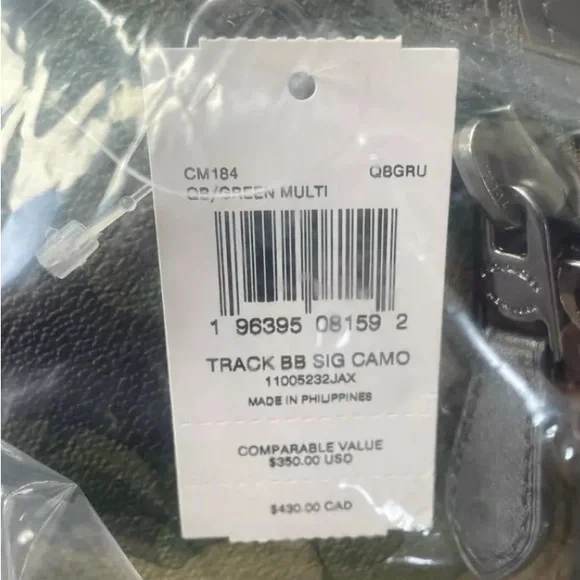 CM184 QBGRU
QB/GREEN MULTI
1 96395 08159 2
TRACK BB SIG CAMO
11005232JAX
MADE IN PHILIPPINES
COMPARABLE VALUE
$350.00 USD
$430.00 CAD